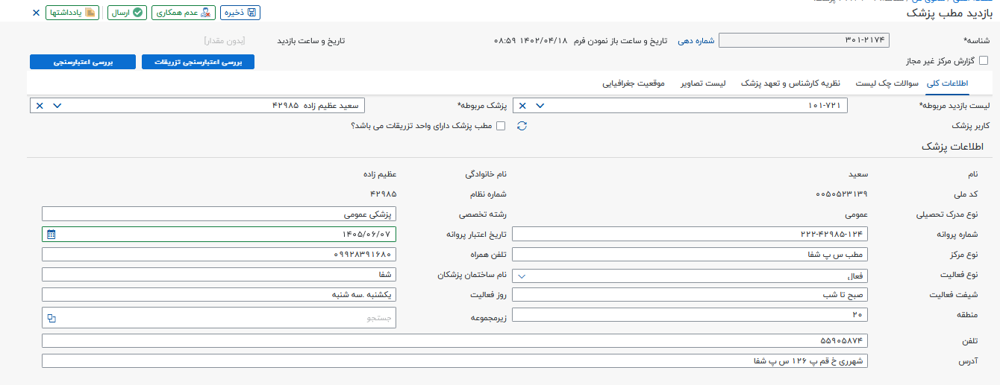 بازدید مطب پزشک
ذخیره
عدم همکاری
ارسال
یادداشتها
شناسه*
۳۰۱-۲۱۷۴
شماره دهی
تاریخ و ساعت باز نمودن فرم ۱۴۰۲/۰۴/۱۸ ۰۸:۵۹
تاریخ و ساعت بازدید
[بدون مقدار]
گزارش مرکز غیر مجاز
بررسی اعتبارسنجی تزریقات
بررسی اعتبارسنجی
اطلاعات کلی
سوالات چک لیست
نظریه کارشناس و تعهد پزشک
لیست تصاویر
موقعیت جغرافیایی
لیست بازدید مربوطه*
۱۰۱-۷۲۱
پزشک مربوطه*
سعید عظیم زاده ۴۲۹۸۵
کاربر پزشک
مطب پزشک دارای واحد تزریقات می باشد؟
اطلاعات پزشک
نام
سعید
نام خانوادگی
عظیم زاده
کد ملی
۰۰۵۰۵۲۳۱۳۹
شماره نظام
۴۲۹۸۵
نوع مدرک تحصیلی
عمومی
رشته تخصصی
پزشکی عمومی
شماره پروانه
۲۲۲-۴۲۹۸۵-۱۲۴
تاریخ اعتبار پروانه
۱۴۰۵/۰۶/۰۷
نوع مرکز
مطب س پ شفا
تلفن همراه
۰۹۹۲۸۳۹۱۶۸۰
نوع فعالیت
فعال
نام ساختمان پزشکان
شفا
شیفت فعالیت
صبح تا شب
روز فعالیت
یکشنبه .سه شنبه
منطقه
۲۰
زیرمجموعه
جستجو
تلفن
۵۵۹۰۵۸۷۴
آدرس
شهرری خ قم پ ۱۲۶ س پ شفا